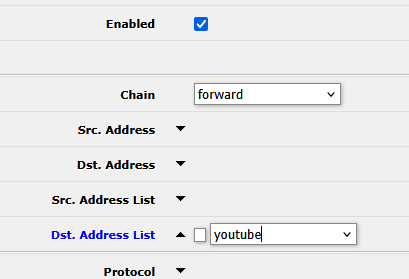 Enabled
Chain forward
Src. Address
Dst. Address
Src. Address List
Dst. Address List youtube
Protocol